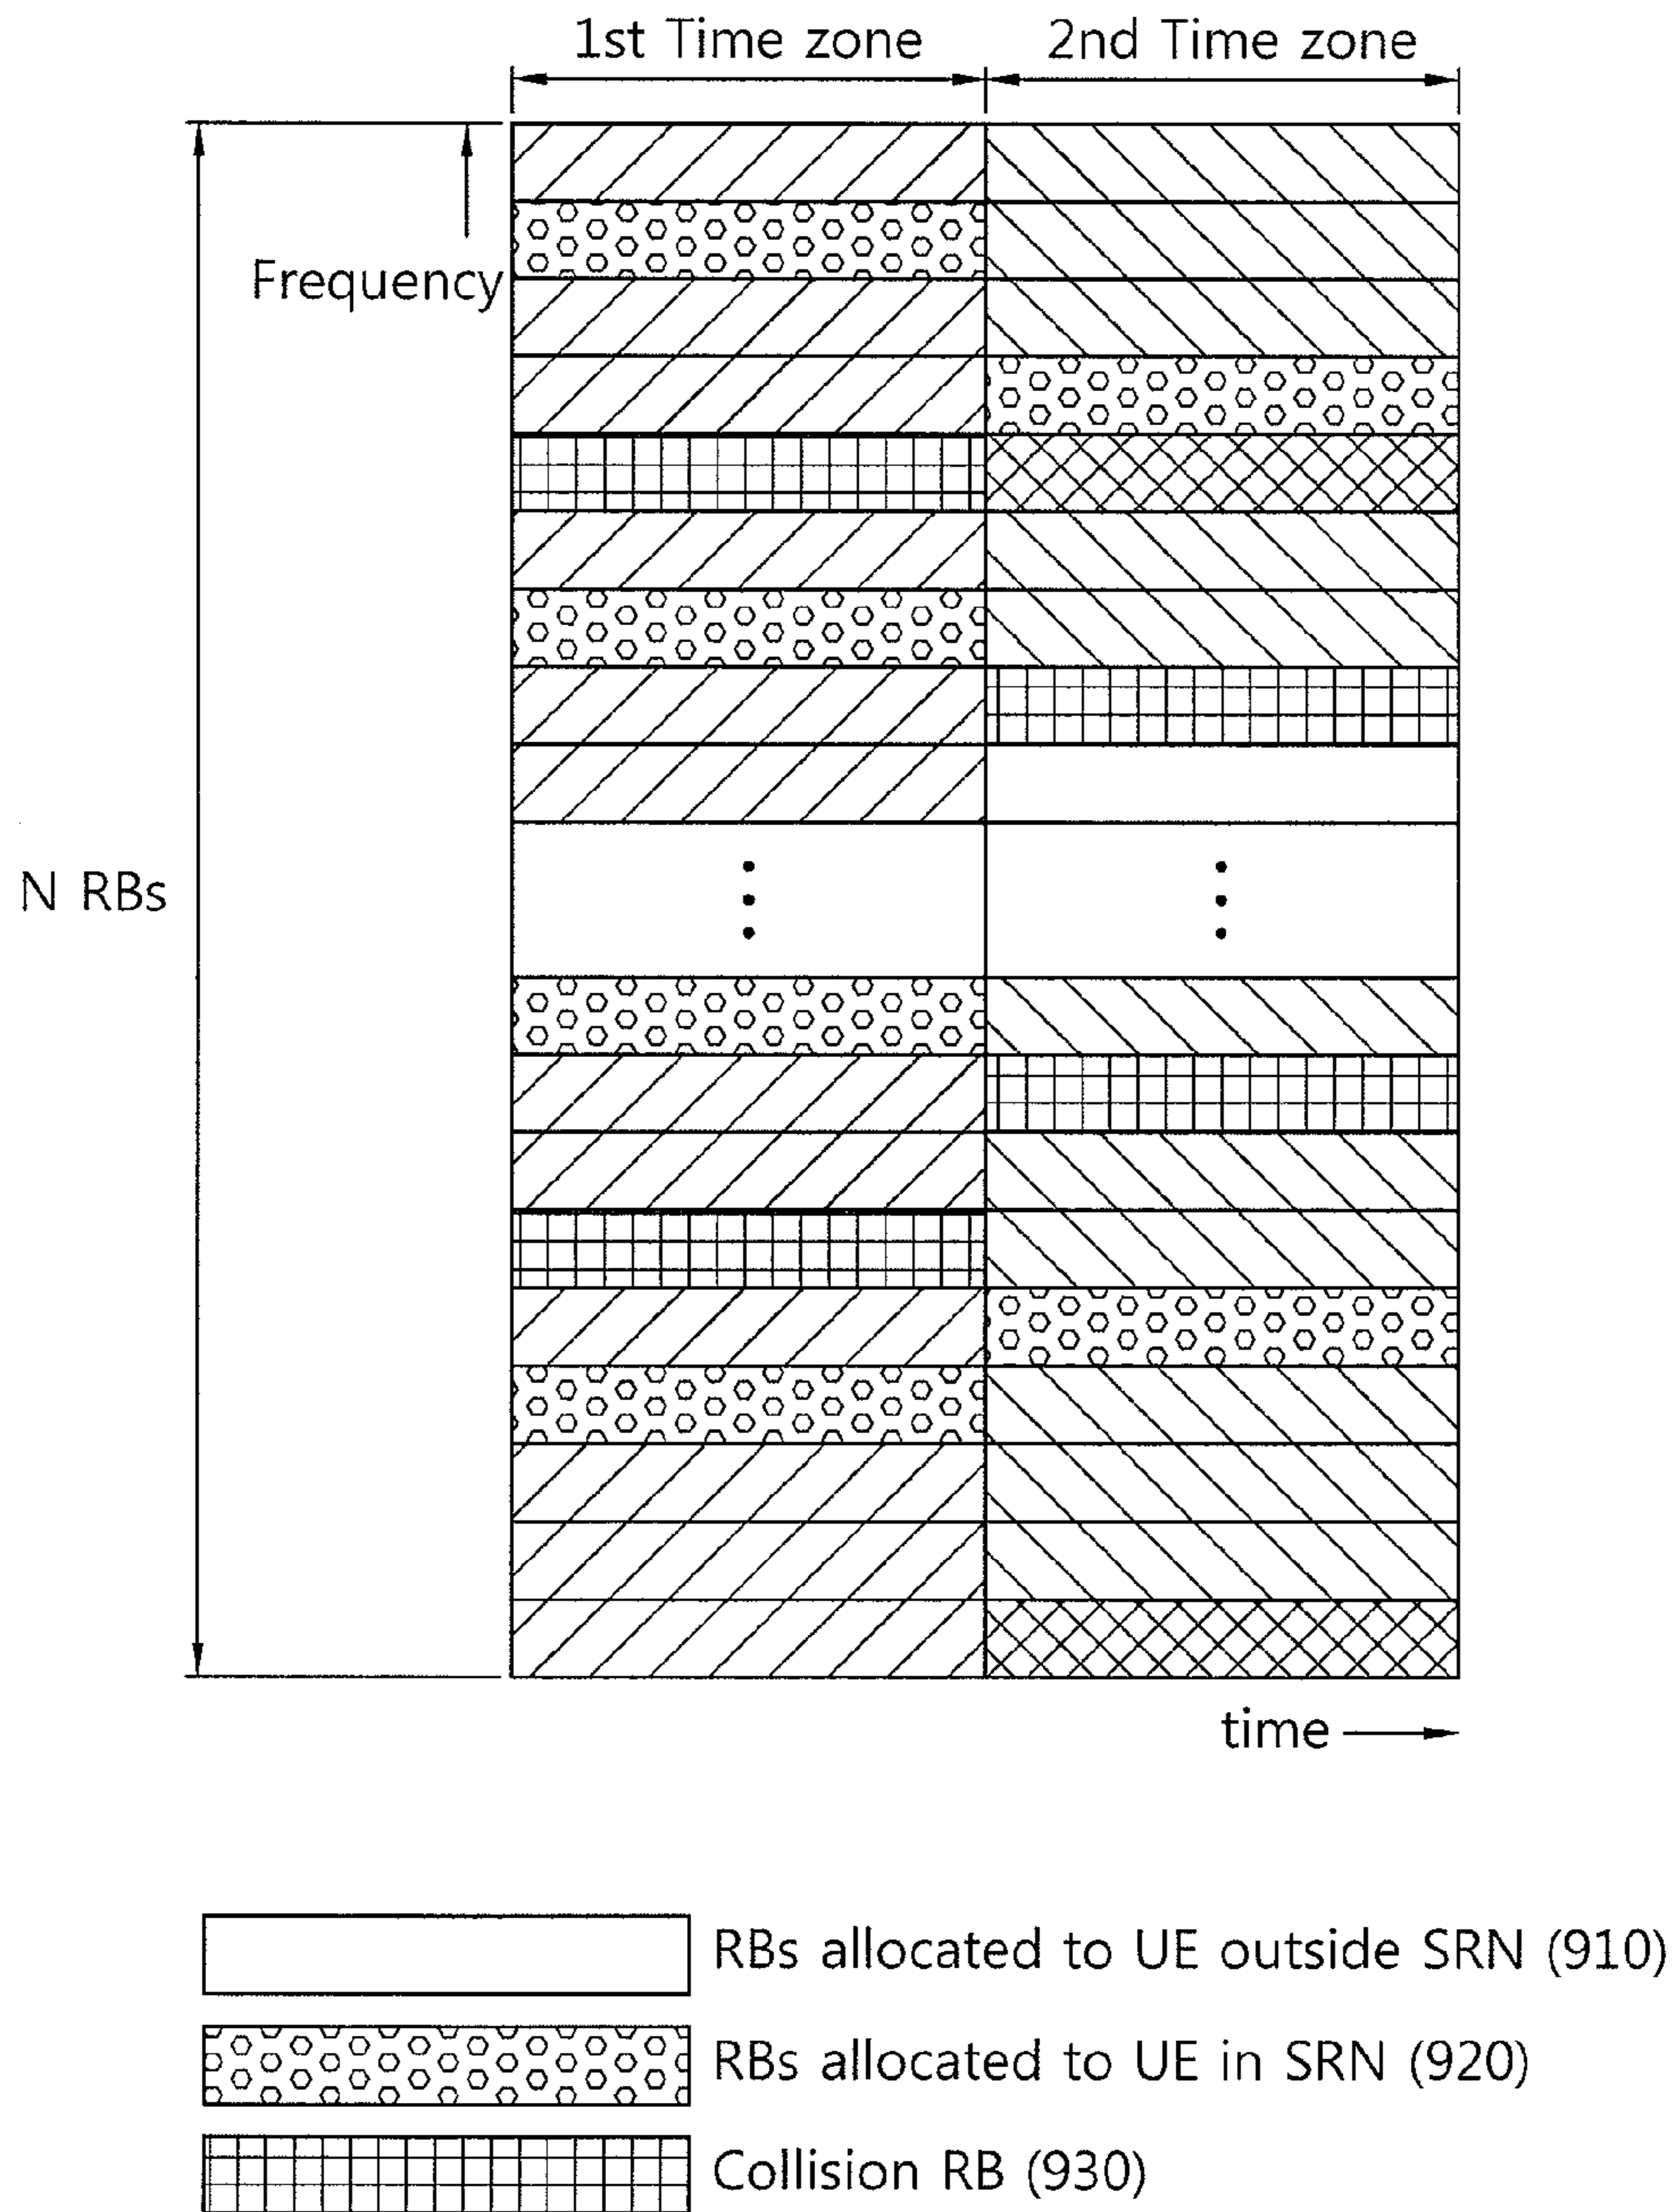 1st Time zone
2nd Time zone
Frequency
N RBs
time
RBs allocated to UE outside SRN (910)
RBs allocated to UE in SRN (920)
Collision RB (930)